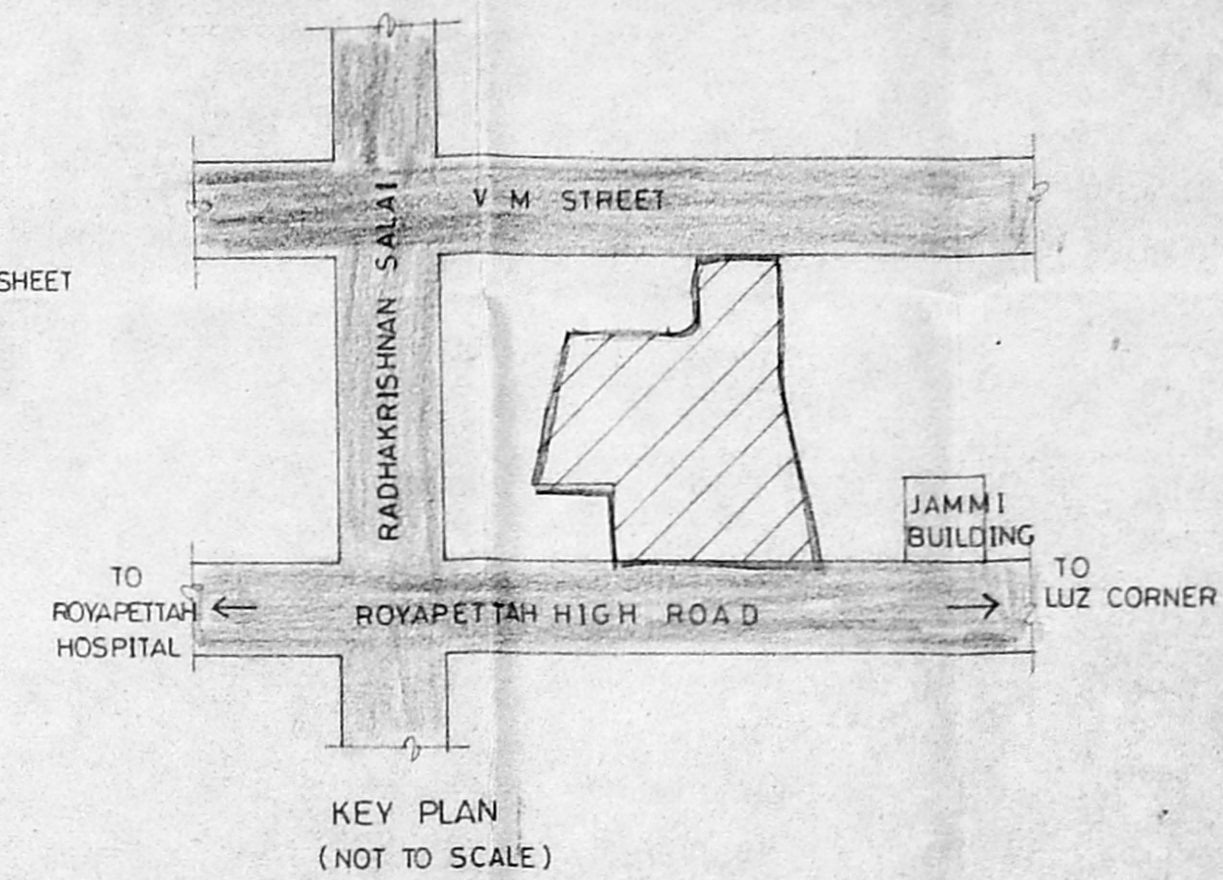 V M STREET
SHEET
RADHAKRISHNAN SALAI
JAMMI
BUILDING
TO
ROYAPETTAH
HOSPITAL
ROYAPETTAH HIGH ROAD
TO
LUZ CORNER
KEY PLAN
(NOT TO SCALE)